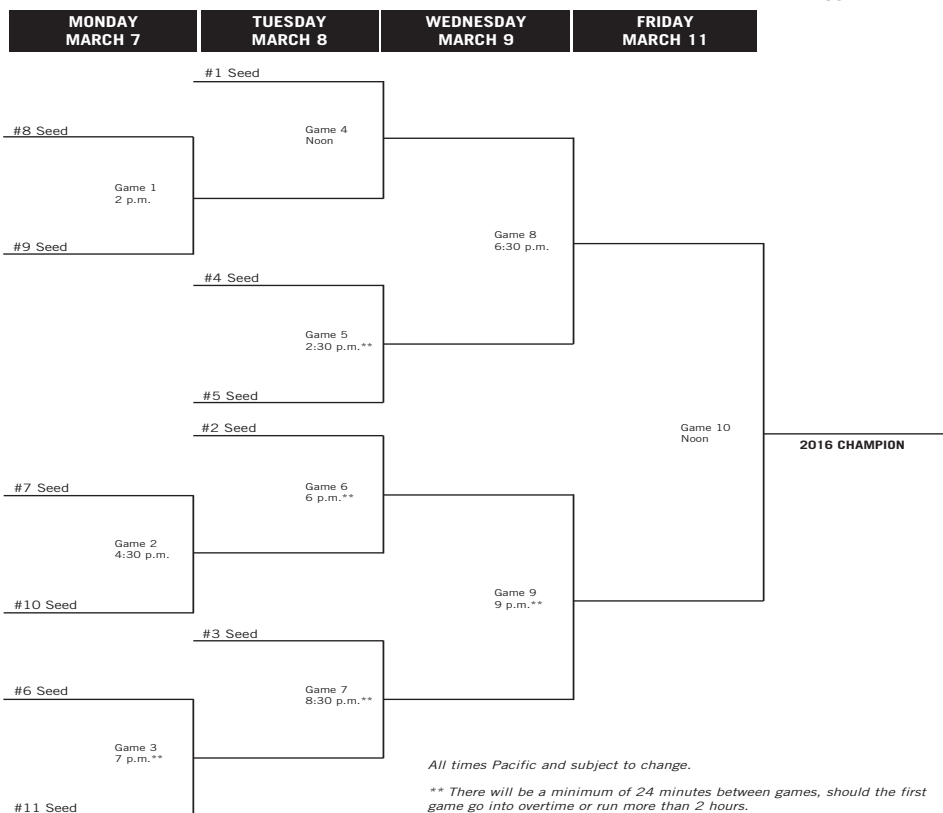 MONDAY
MARCH 7
TUESDAY
MARCH 8
WEDNESDAY
MARCH 9
FRIDAY
MARCH 11
#1 Seed
#8 Seed
Game 4
Noon
Game 1
2 p.m.
#9 Seed
Game 8
6:30 p.m.
#4 Seed
Game 5
2:30 p.m.**
#5 Seed
#2 Seed
Game 10
Noon
2016 CHAMPION
#7 Seed
Game 6
6 p.m.**
Game 2
4:30 p.m.
#10 Seed
Game 9
9 p.m.**
#3 Seed
#6 Seed
Game 7
8:30 p.m.**
Game 3
7 p.m.**
#11 Seed
All times Pacific and subject to change.
** There will be a minimum of 24 minutes between games, should the first
game go into overtime or run more than 2 hours.